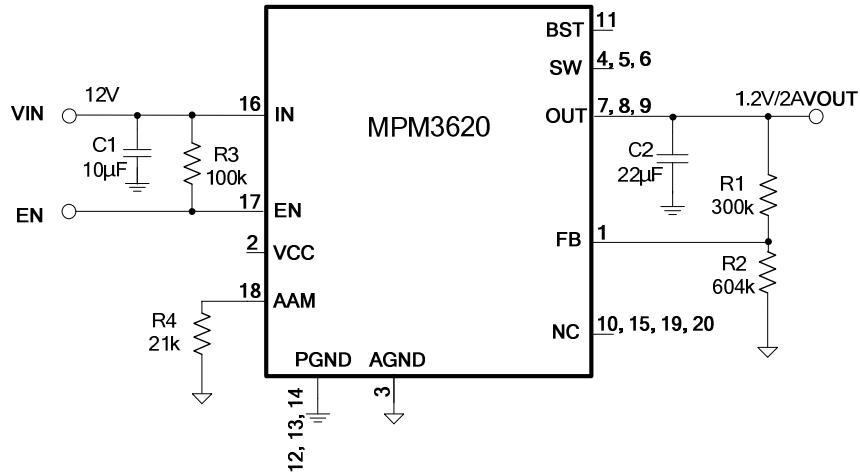 BST
11
SW
4, 5, 6
VIN
12V
16
IN
MPM3620
OUT
7, 8, 9
1.2V/2AVOUT
C1
10µF
R3
100k
C2
22µF
R1
300k
EN
17
EN
FB
1
2
VCC
R2
604k
18
AAM
R4
21k
NC
10, 15, 19, 20
PGND
AGND
12, 13, 14
3